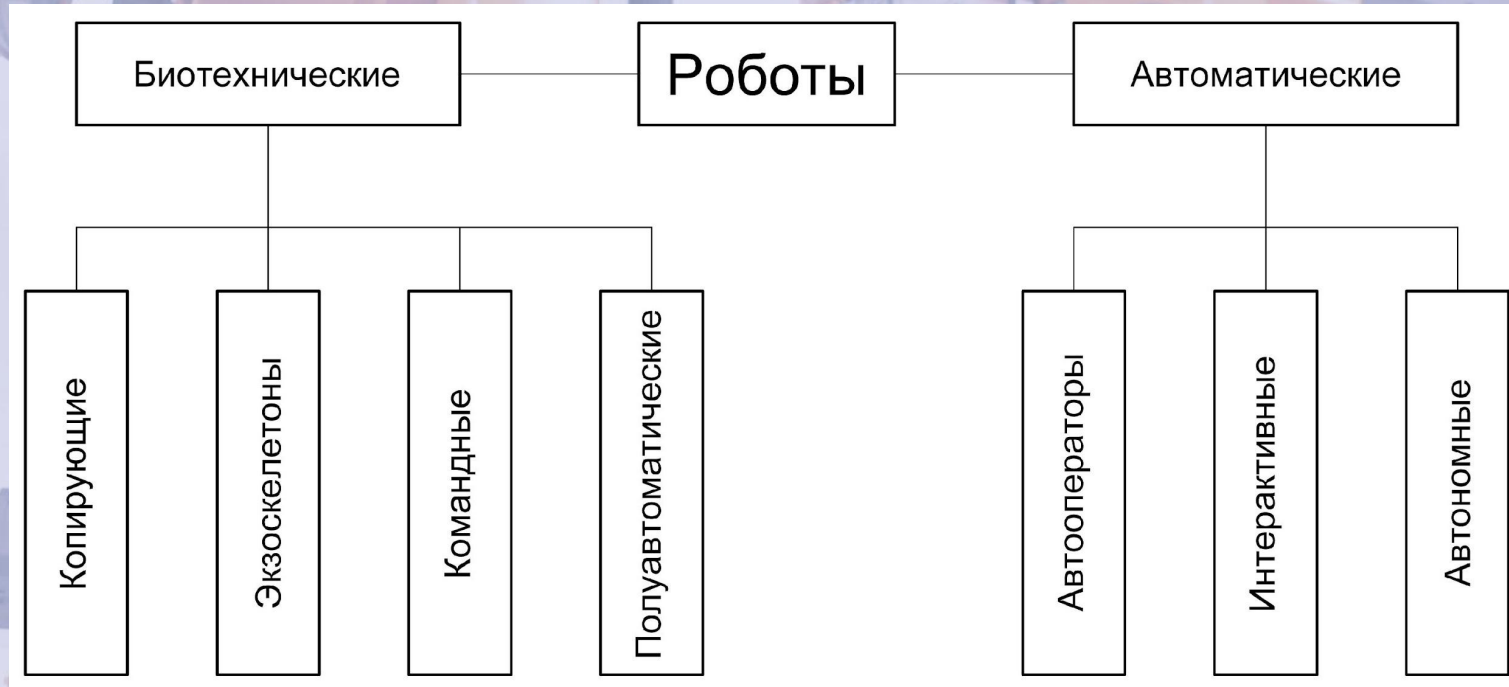 Биотехнические
Роботы
Автоматические
Копирующие
Экзоскелетоны
Командные
Полуавтоматические
Автооператоры
Интерактивные
Автономные